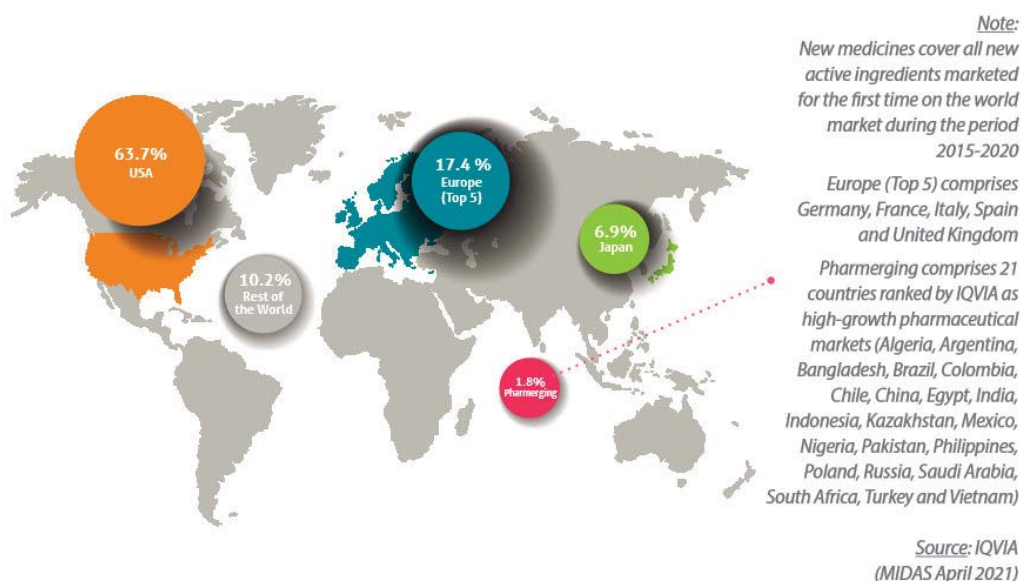 63.7%
USA
17.4 %
Europe
(Top 5)
6.9%
Japan
10.2%
Rest of
the World
1.8%
Pharmerging
Note:
New medicines cover all new
active ingredients marketed
for the first time on the world
market during the period
2015-2020
Europe (Top 5) comprises
Germany, France, Italy, Spain
and United Kingdom
Pharmerging comprises 21
countries ranked by IQVIA as
high-growth pharmaceutical
markets (Algeria, Argentina,
Bangladesh, Brazil, Colombia,
Chile, China, Egypt, India,
Indonesia, Kazakhstan, Mexico,
Nigeria, Pakistan, Philippines,
Poland, Russia, Saudi Arabia,
South Africa, Turkey and Vietnam)
Source: IQVIA
(MIDAS April 2021)